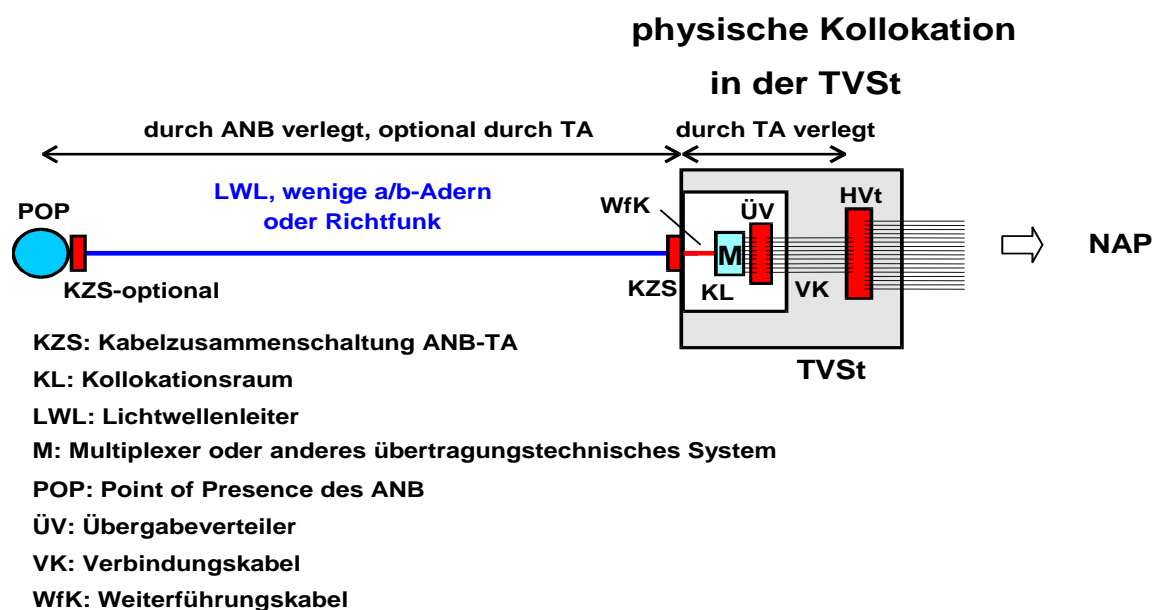 physische Kollokation
in der TVSt
durch ANB verlegt, optional durch TA
durch TA verlegt
LWL, wenige a/b-Adern
oder Richtfunk
POP
WfK
ÜV
HVt
M
NAP
KZS-optional
KZS
KL
VK
TVSt
KZS: Kabelzusammenschaltung ANB-TA
KL: Kollokationsraum
LWL: Lichtwellenleiter
M: Multiplexer oder anderes übertragungstechnisches System
POP: Point of Presence des ANB
ÜV: Übergabeverteiler
VK: Verbindungskabel
WfK: Weiterführungskabel